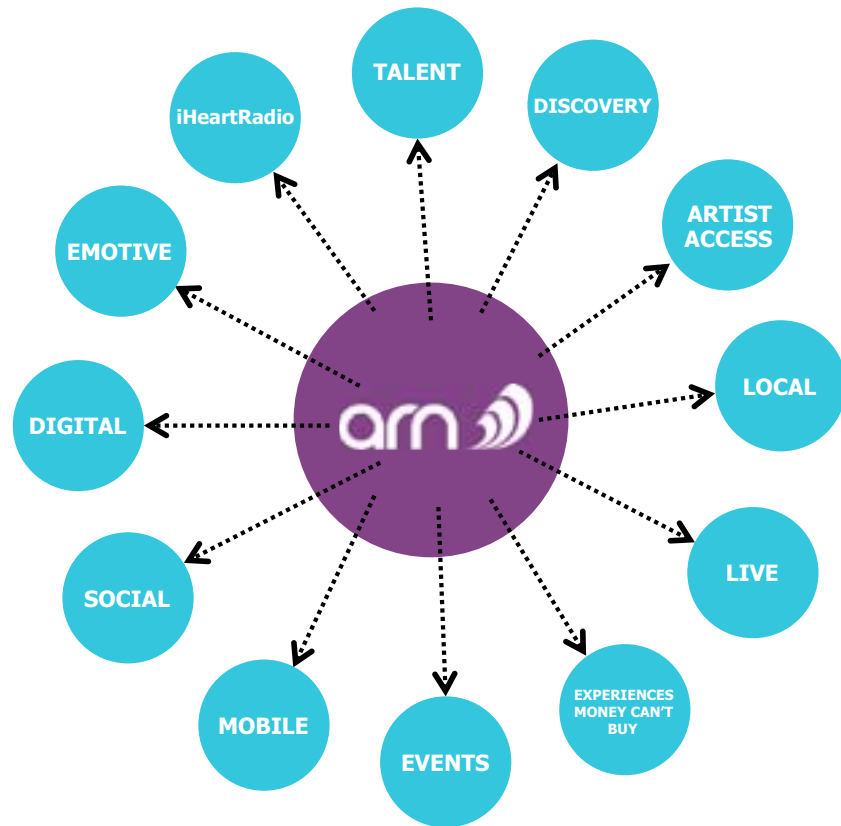 TALENT
DISCOVERY
iHeartRadio
ARTIST
ACCESS
EMOTIVE
LOCAL
arn
DIGITAL
LIVE
SOCIAL
EXPERIENCES
MONEY CAN'T
BUY
MOBILE
EVENTS